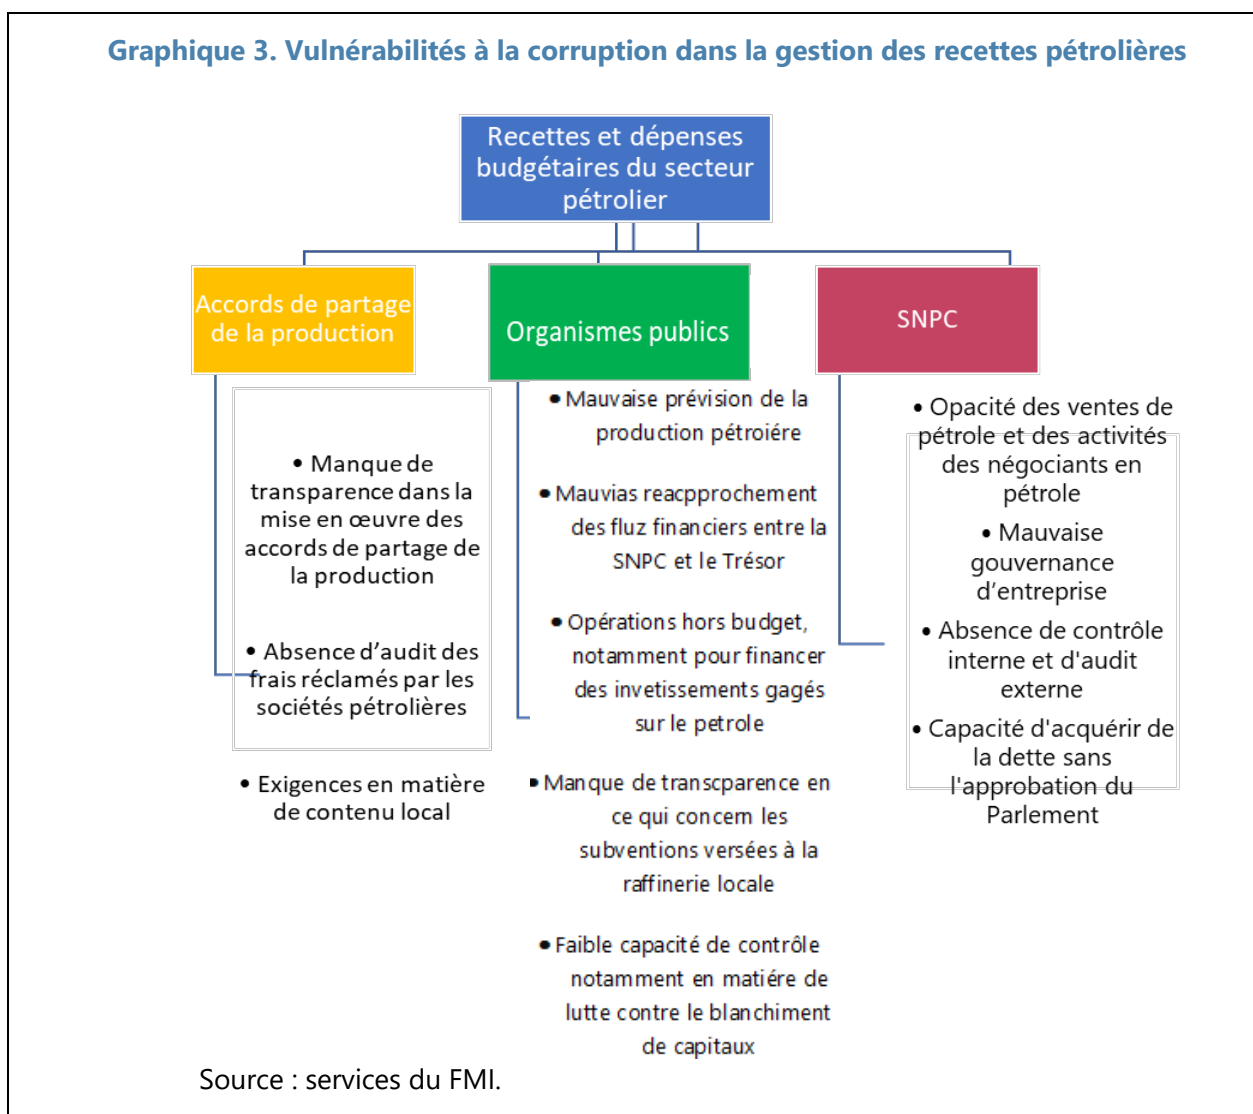 Graphique 3. Vulnérabilités à la corruption dans la gestion des recettes pétrolières
Recettes et dépenses
budgétaires du secteur
pétrolier
Accords de partage
de la production
• Manque de
transparence dans la
mise en œuvre des
accords de partage de
la production
• Absence d’audit des
frais réclamés par les
sociétés pétrolières
• Exigences en matière
de contenu local
Organismes publics
• Mauvaise prévision de la
production pétroiére
• Mauvias reacpprochement
des fluz financiers entre la
SNPC et le Trésor
• Opérations hors budget,
notamment pour financer
des invetissements gagés
sur le petrole
• Manque de transcparence en
ce qui concern les
subventions versées à la
raffinerie locale
• Faible capacité de contrôle
notamment en matiére de
lutte contre le blanchiment
de capitaux
SNPC
• Opacité des ventes de
pétrole et des activités
des négociants en
pétrole
• Mauvaise
gouvernance
d’entreprise
• Absence de contrôle
interne et d'audit
externe
• Capacité d'acquérir de
la dette sans
l'approbation du
Parlement
Source : services du FMI.